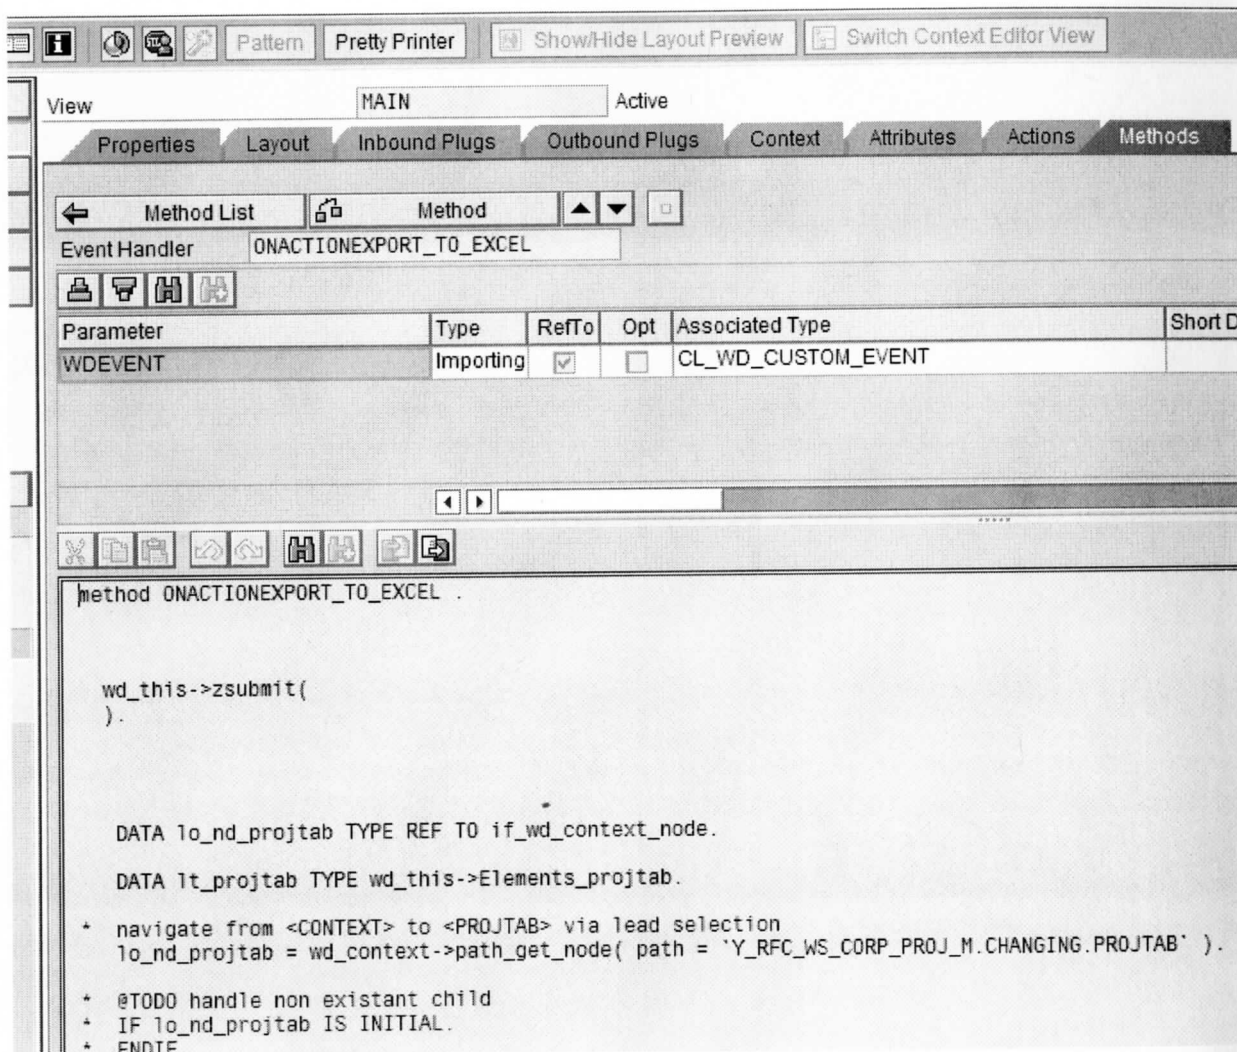 Pattern Pretty Printer Show/Hide Layout Preview Switch Context Editor View
View MAIN Active
Properties Layout Inbound Plugs Outbound Plugs Context Attributes Actions Methods
Method List Method
Event Handler ONACTIONEXPORT_TO_EXCEL
Parameter Type RefTo Opt Associated Type Short D
WDEVENT Importing CL_WD_CUSTOM_EVENT
method ONACTIONEXPORT_TO_EXCEL .
wd_this->zsubmit(
).
DATA lo_nd_projtab TYPE REF TO if_wd_context_node.
DATA lt_projtab TYPE wd_this->Elements_projtab.
* navigate from <CONTEXT> to <PROJTAB> via lead selection
lo_nd_projtab = wd_context->path_get_node( path = `Y_RFC_WS_CORP_PROJ_M.CHANGING.PROJTAB` ).
* @TODO handle non existant child
* IF lo_nd_projtab IS INITIAL.
* ENDIF